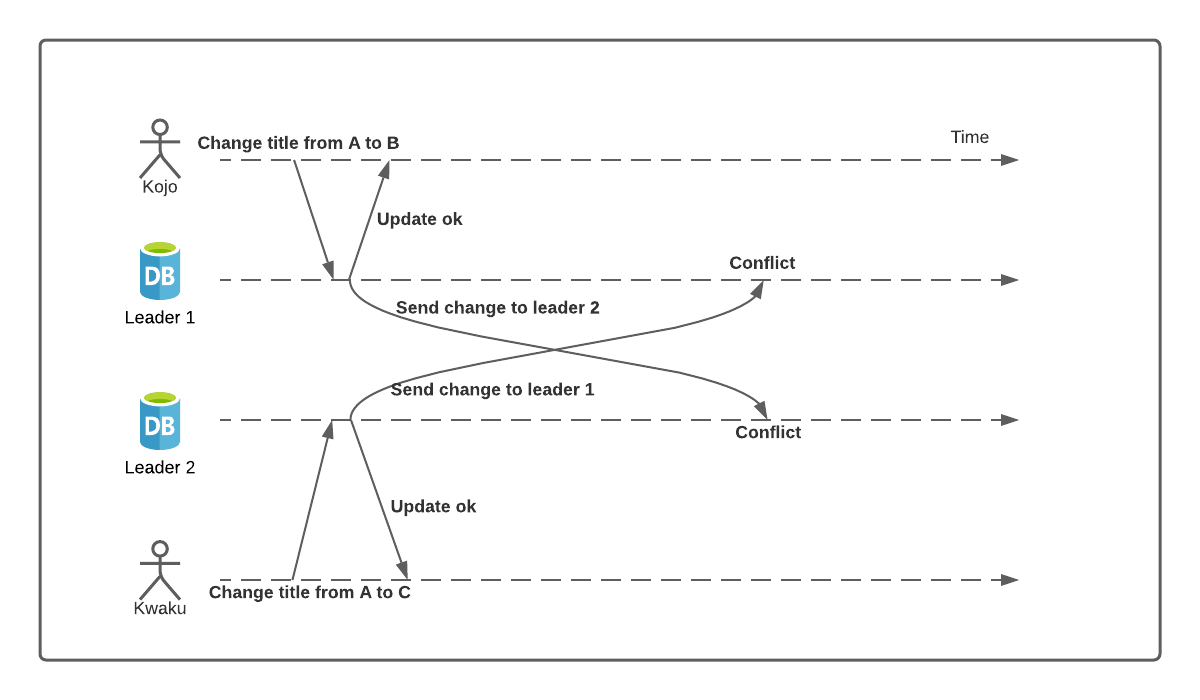 Time
Change title from A to B
Kojo
Update ok
DB
Conflict
Send change to leader 2
Leader 1
Send change to leader 1
DB
Conflict
Leader 2
Update ok
Change title from A to C
Kwaku